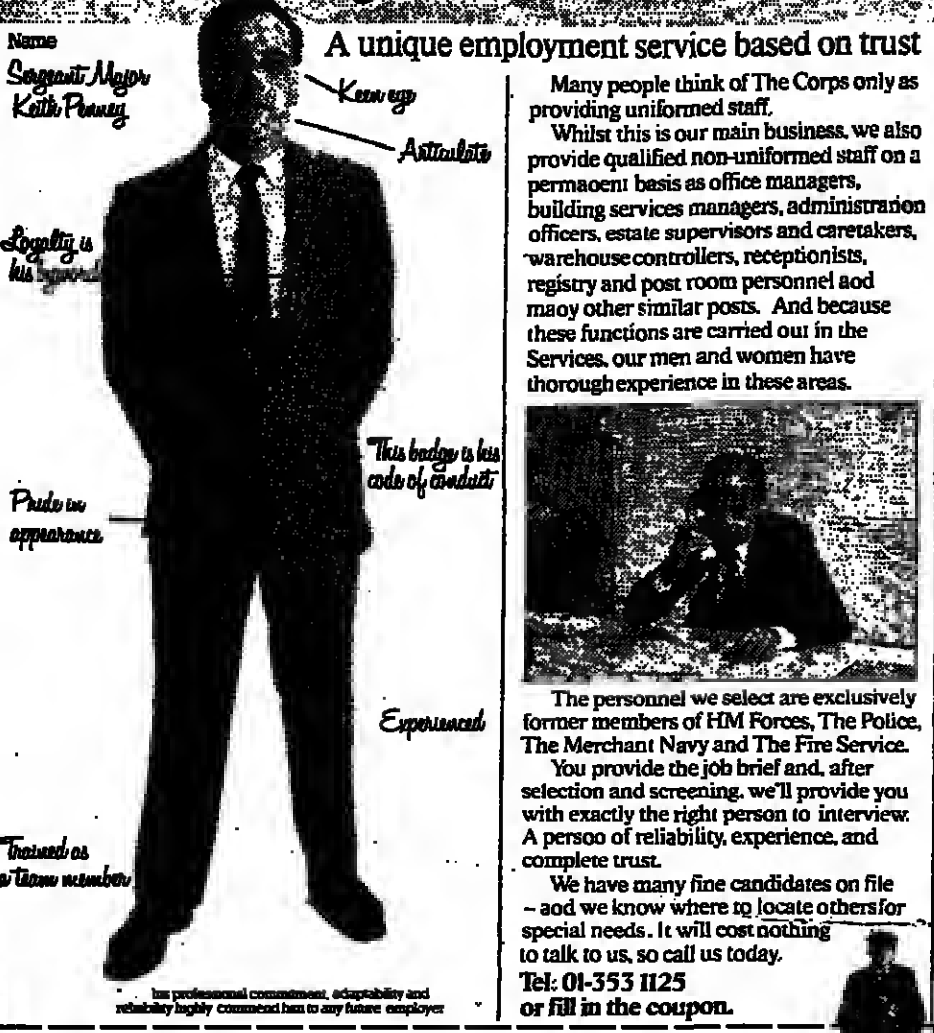 Name
Sergeant Major
Keith Penney
Keen eye
Articulate
Loyalty is
his byword
This badge is his
code of conduct
Pride in
appearance
Experienced
Trained as
a team member
his professional commitment, adaptability and
reliability highly commend him to any future employer
A unique employment service based on trust
Many people think of The Corps only as
providing uniformed staff.
Whilst this is our main business, we also
provide qualified non-uniformed staff on a
permanent basis as office managers,
building services managers, administration
officers, estate supervisors and caretakers,
warehouse controllers, receptionists,
registry and post room personnel and
many other similar posts. And because
these functions are carried out in the
Services, our men and women have
thorough experience in these areas.
The personnel we select are exclusively
former members of HM Forces, The Police,
The Merchant Navy and The Fire Service.
You provide the job brief and, after
selection and screening, we'll provide you
with exactly the right person to interview.
A person of reliability, experience, and
complete trust.
We have many fine candidates on file
– and we know where to locate others for
special needs. It will cost nothing
to talk to us, so call us today.
Tel: 01-353 1125
or fill in the coupon.